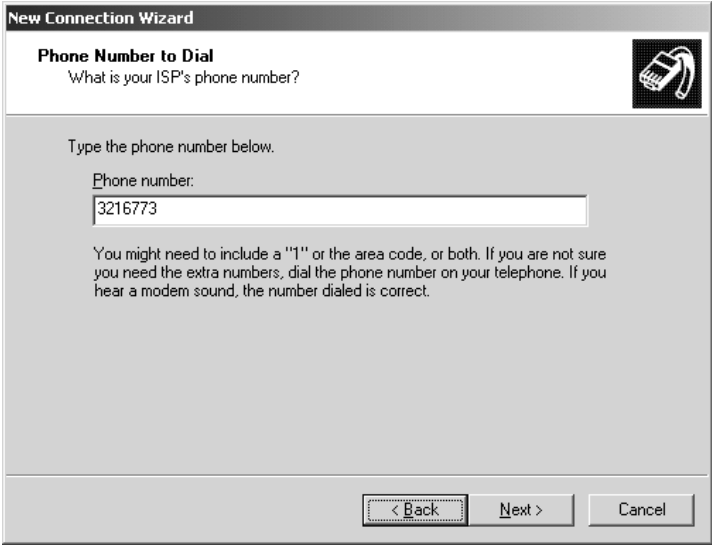 New Connection Wizard
Phone Number to Dial
What is your ISP's phone number?
Type the phone number below.
Phone number:
3216773
You might need to include a "1" or the area code, or both. If you are not sure
you need the extra numbers, dial the phone number on your telephone. If you
hear a modem sound, the number dialed is correct.
< Back Next > Cancel